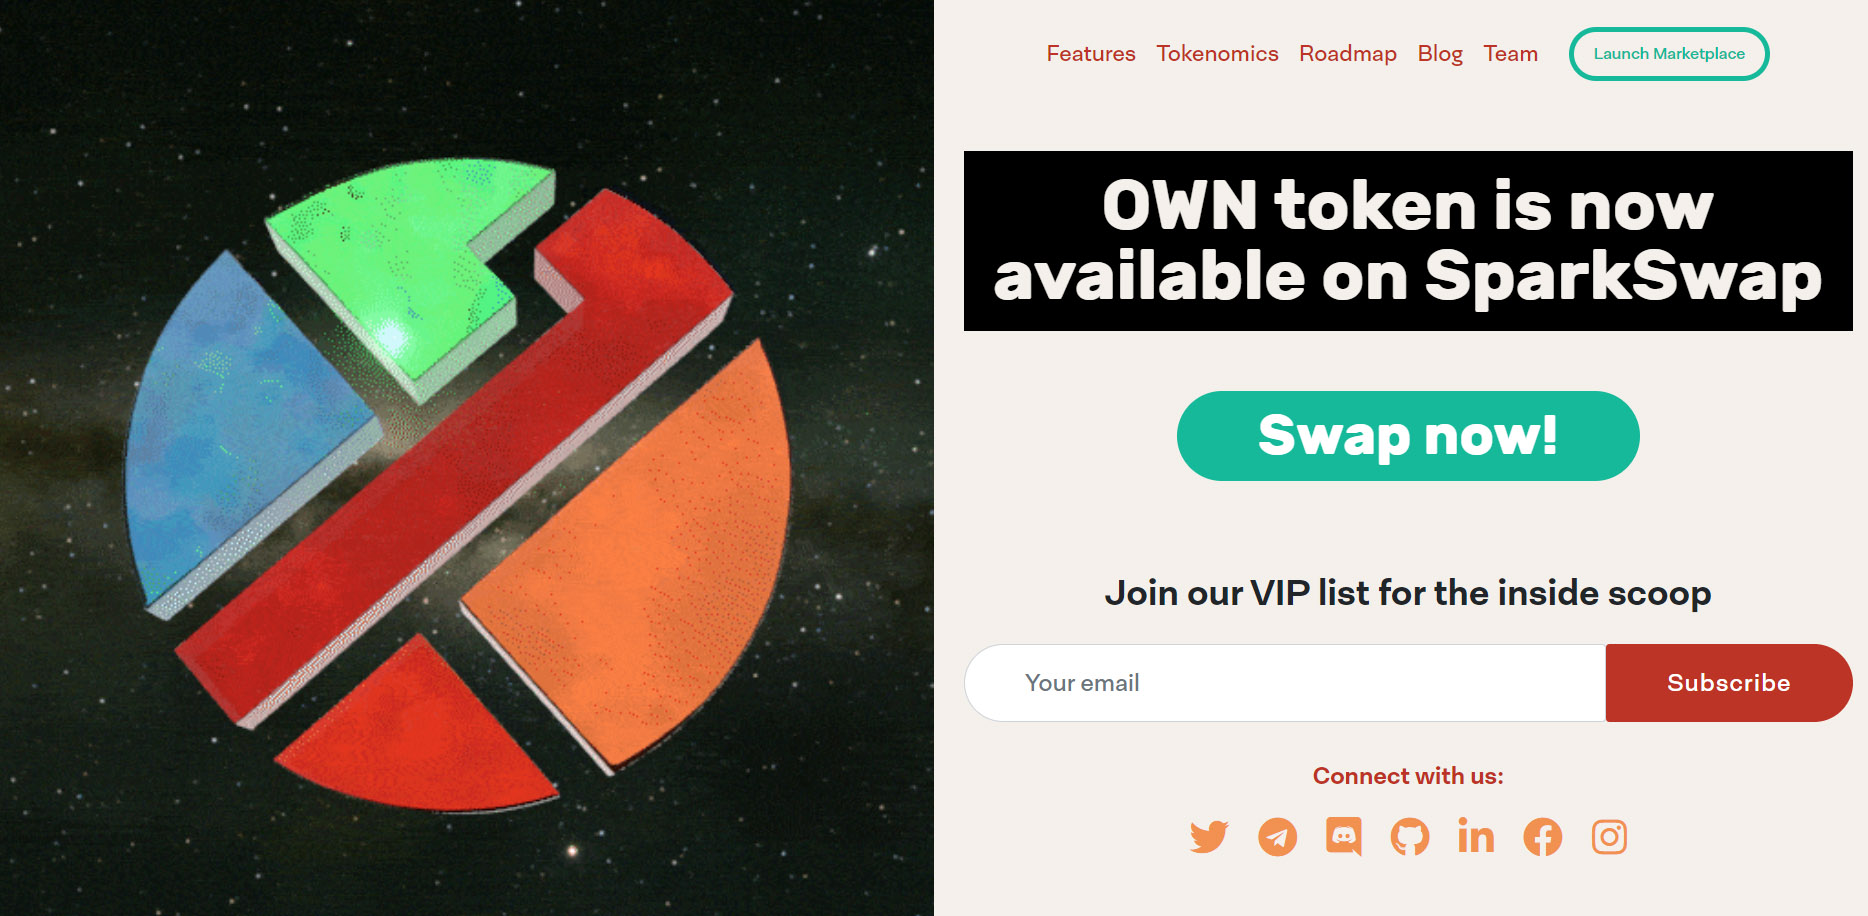 Features Tokenomics Roadmap Blog Team Launch Marketplace
OWN token is now
available on SparkSwap
Swap now!
Join our VIP list for the inside scoop
Your email Subscribe
Connect with us: